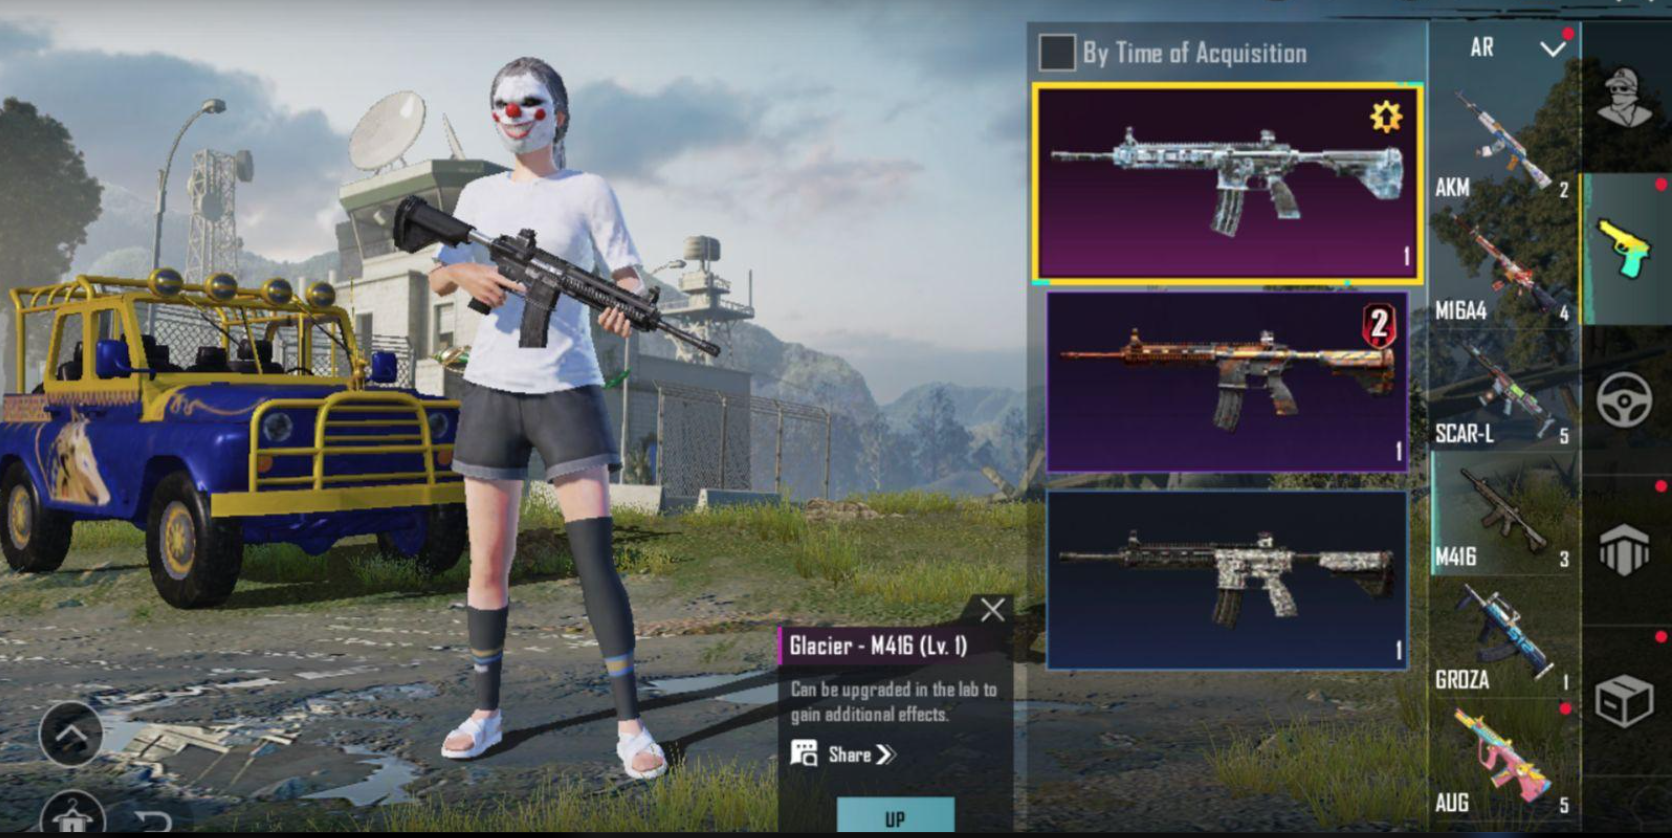 By Time of Acquisition
1
2
1
1
AR
AKM 2
M16A4 4
SCAR-L 5
M416 3
GROZA 1
AUG 5
Glacier - M416 (Lv. 1)
Can be upgraded in the lab to
gain additional effects.
Share
UP